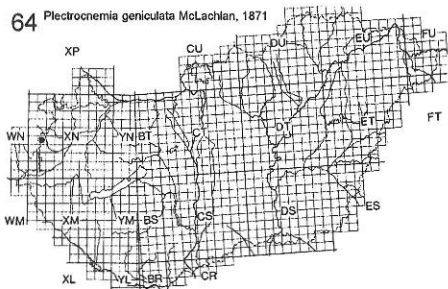 64 Plectrocnemia geniculata McLachlan, 1871
XP CU DU EU FU
WN XN YN BT CT DT ET FT
WM XM YM BS CS DS ES
XL YL BR CR